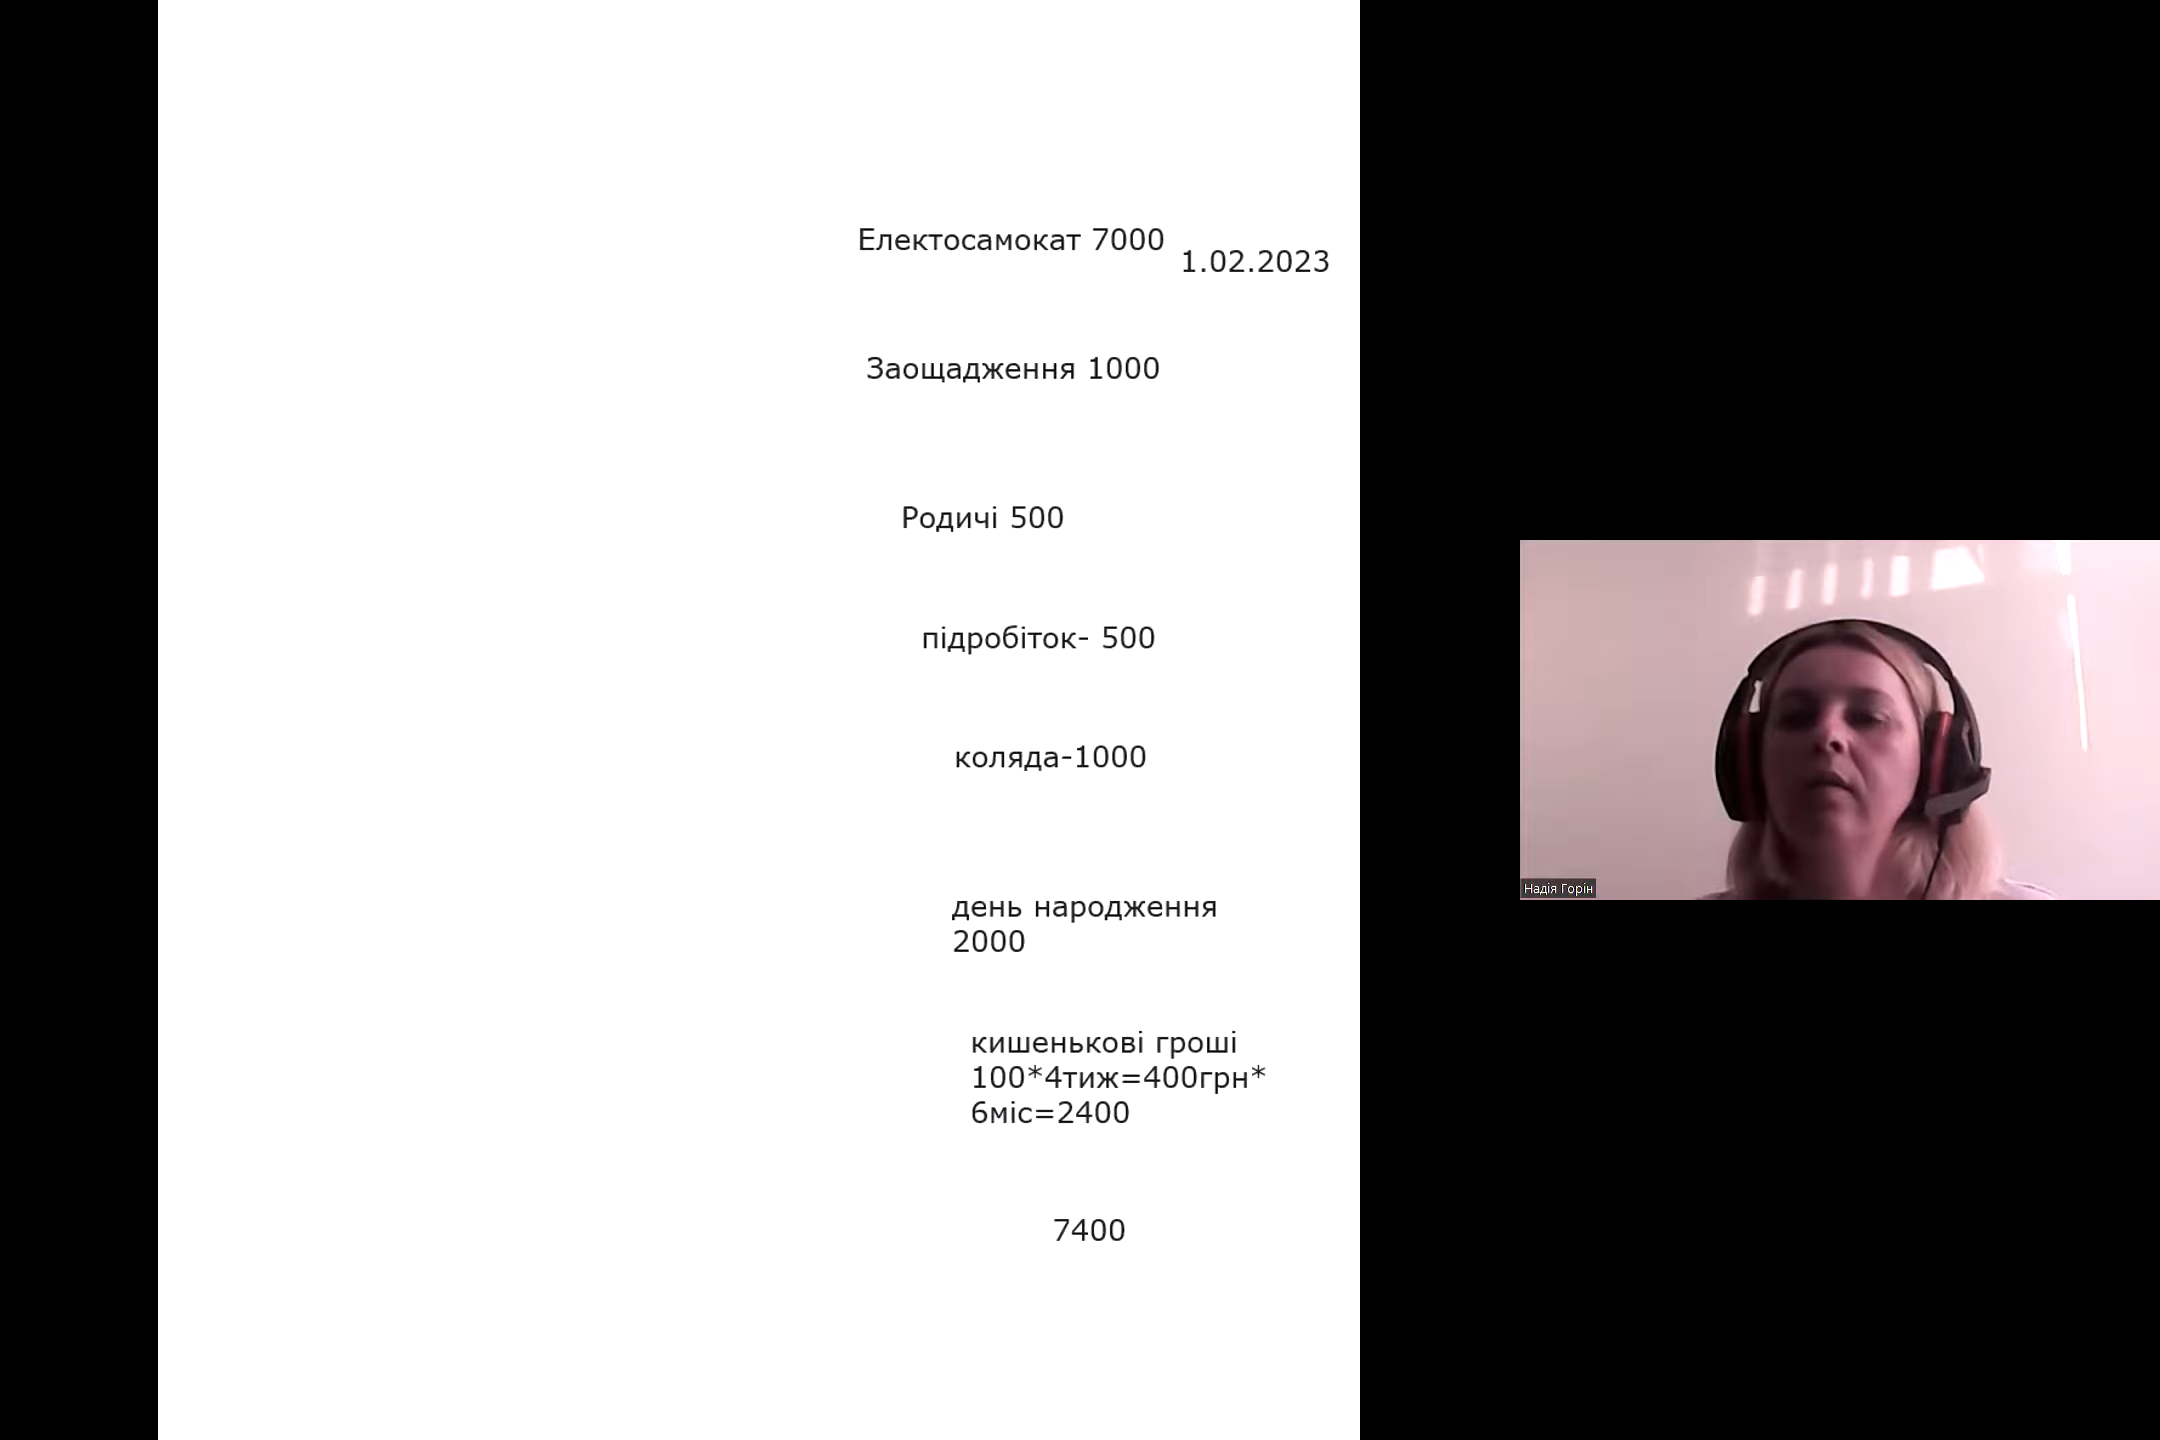 Електосамокат 7000
1.02.2023
Заощадження 1000
Родичі 500
підробіток- 500
коляда-1000
день народження
2000
кишенькові гроші
100*4тиж=400грн*
6міс=2400
7400
Надія Горін